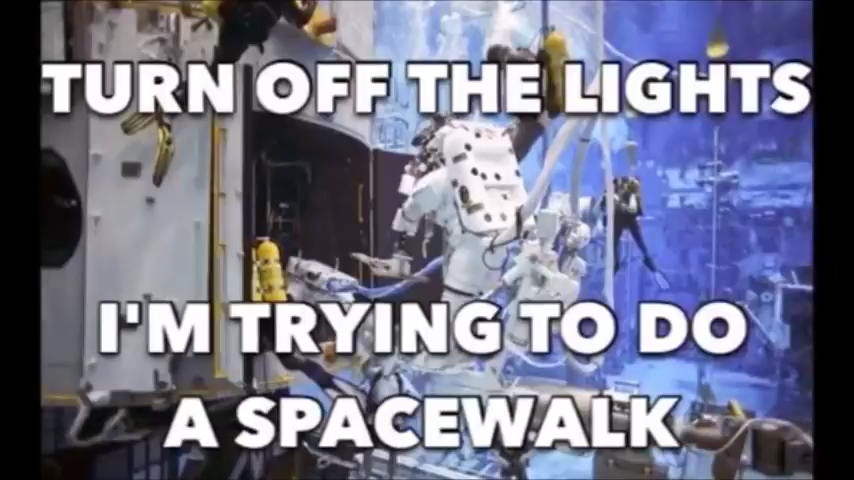 TURN OFF THE LIGHTS
I'M TRYING TO DO
A SPACEWALK